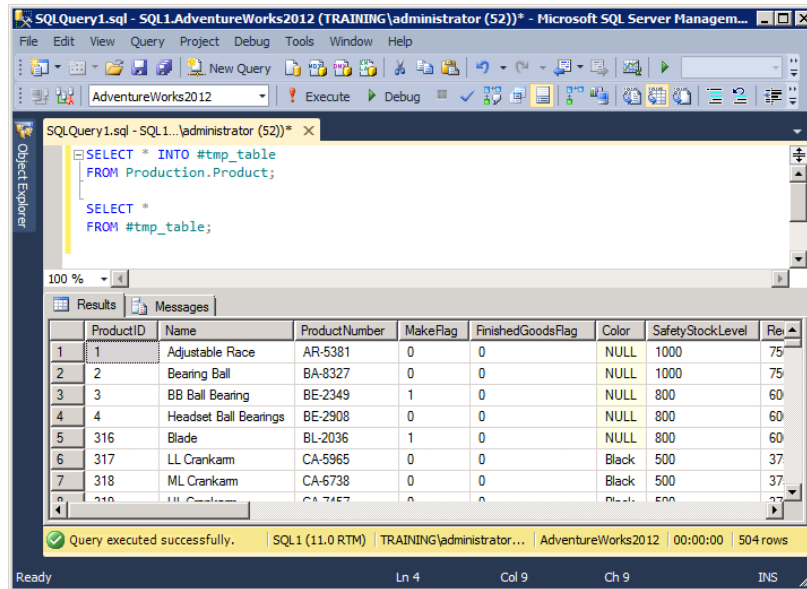 SQLQuery1.sql - SQL1.AdventureWorks2012 (TRAINING\administrator (52))* - Microsoft SQL Server Managem...
File Edit View Query Project Debug Tools Window Help
New Query
AdventureWorks2012 Execute Debug
SQLQuery1.sql - SQL1...\administrator (52))*
Object Explorer
SELECT * INTO #tmp_table
FROM Production.Product;
SELECT *
FROM #tmp_table;
100 %
Results Messages
ProductID Name ProductNumber MakeFlag FinishedGoodsFlag Color SafetyStockLevel
1 1 Adjustable Race AR-5381 0 0 NULL 1000 75
2 2 Bearing Ball BA-8327 0 0 NULL 1000 75
3 3 BB Ball Bearing BE-2349 1 0 NULL 800 60
4 4 Headset Ball Bearings BE-2908 0 0 NULL 800 60
5 316 Blade BL-2036 1 0 NULL 800 60
6 317 LL Crankarm CA-5965 0 0 Black 500 37
7 318 ML Crankarm CA-6738 0 0 Black 500 37
Query executed successfully. SQL1 (11.0 RTM) TRAINING\administrator... AdventureWorks2012 00:00:00 504 rows
Ready Ln 4 Col 9 Ch 9 INS